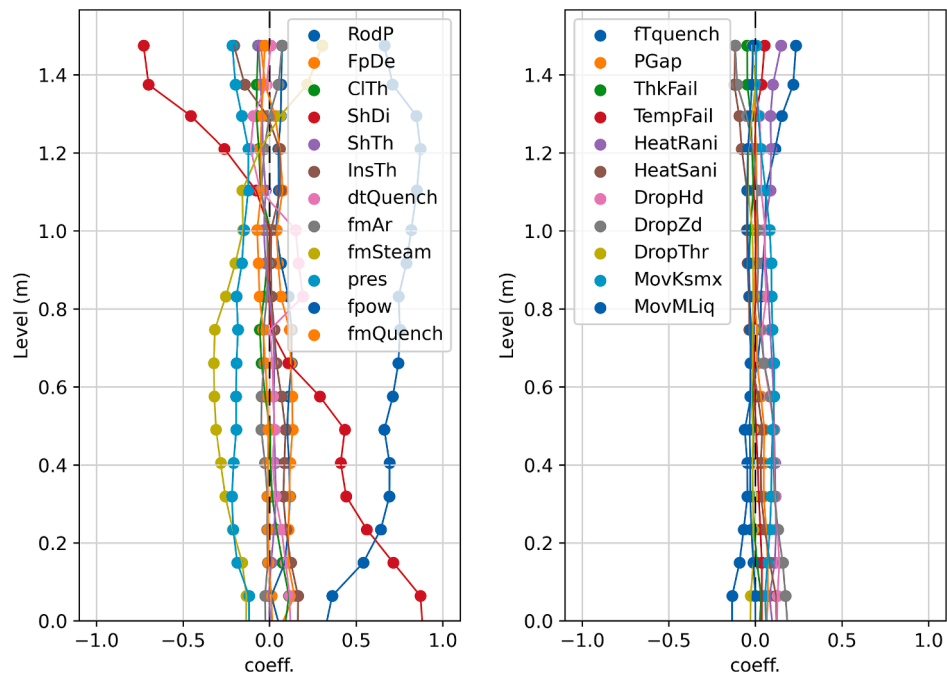 1.4
1.2
1.0
0.8
0.6
0.4
0.2
0.0
Level (m)
−1.0
−0.5
0.0
0.5
1.0
coeff.
RodP
FpDe
ClTh
ShDi
ShTh
InsTh
dtQuench
fmAr
fmSteam
pres
fpow
fmQuench
1.4
1.2
1.0
0.8
0.6
0.4
0.2
0.0
Level (m)
−1.0
−0.5
0.0
0.5
1.0
coeff.
fTquench
PGap
ThkFail
TempFail
HeatRani
HeatSani
DropHd
DropZd
DropThr
MovKsmx
MovMLiq